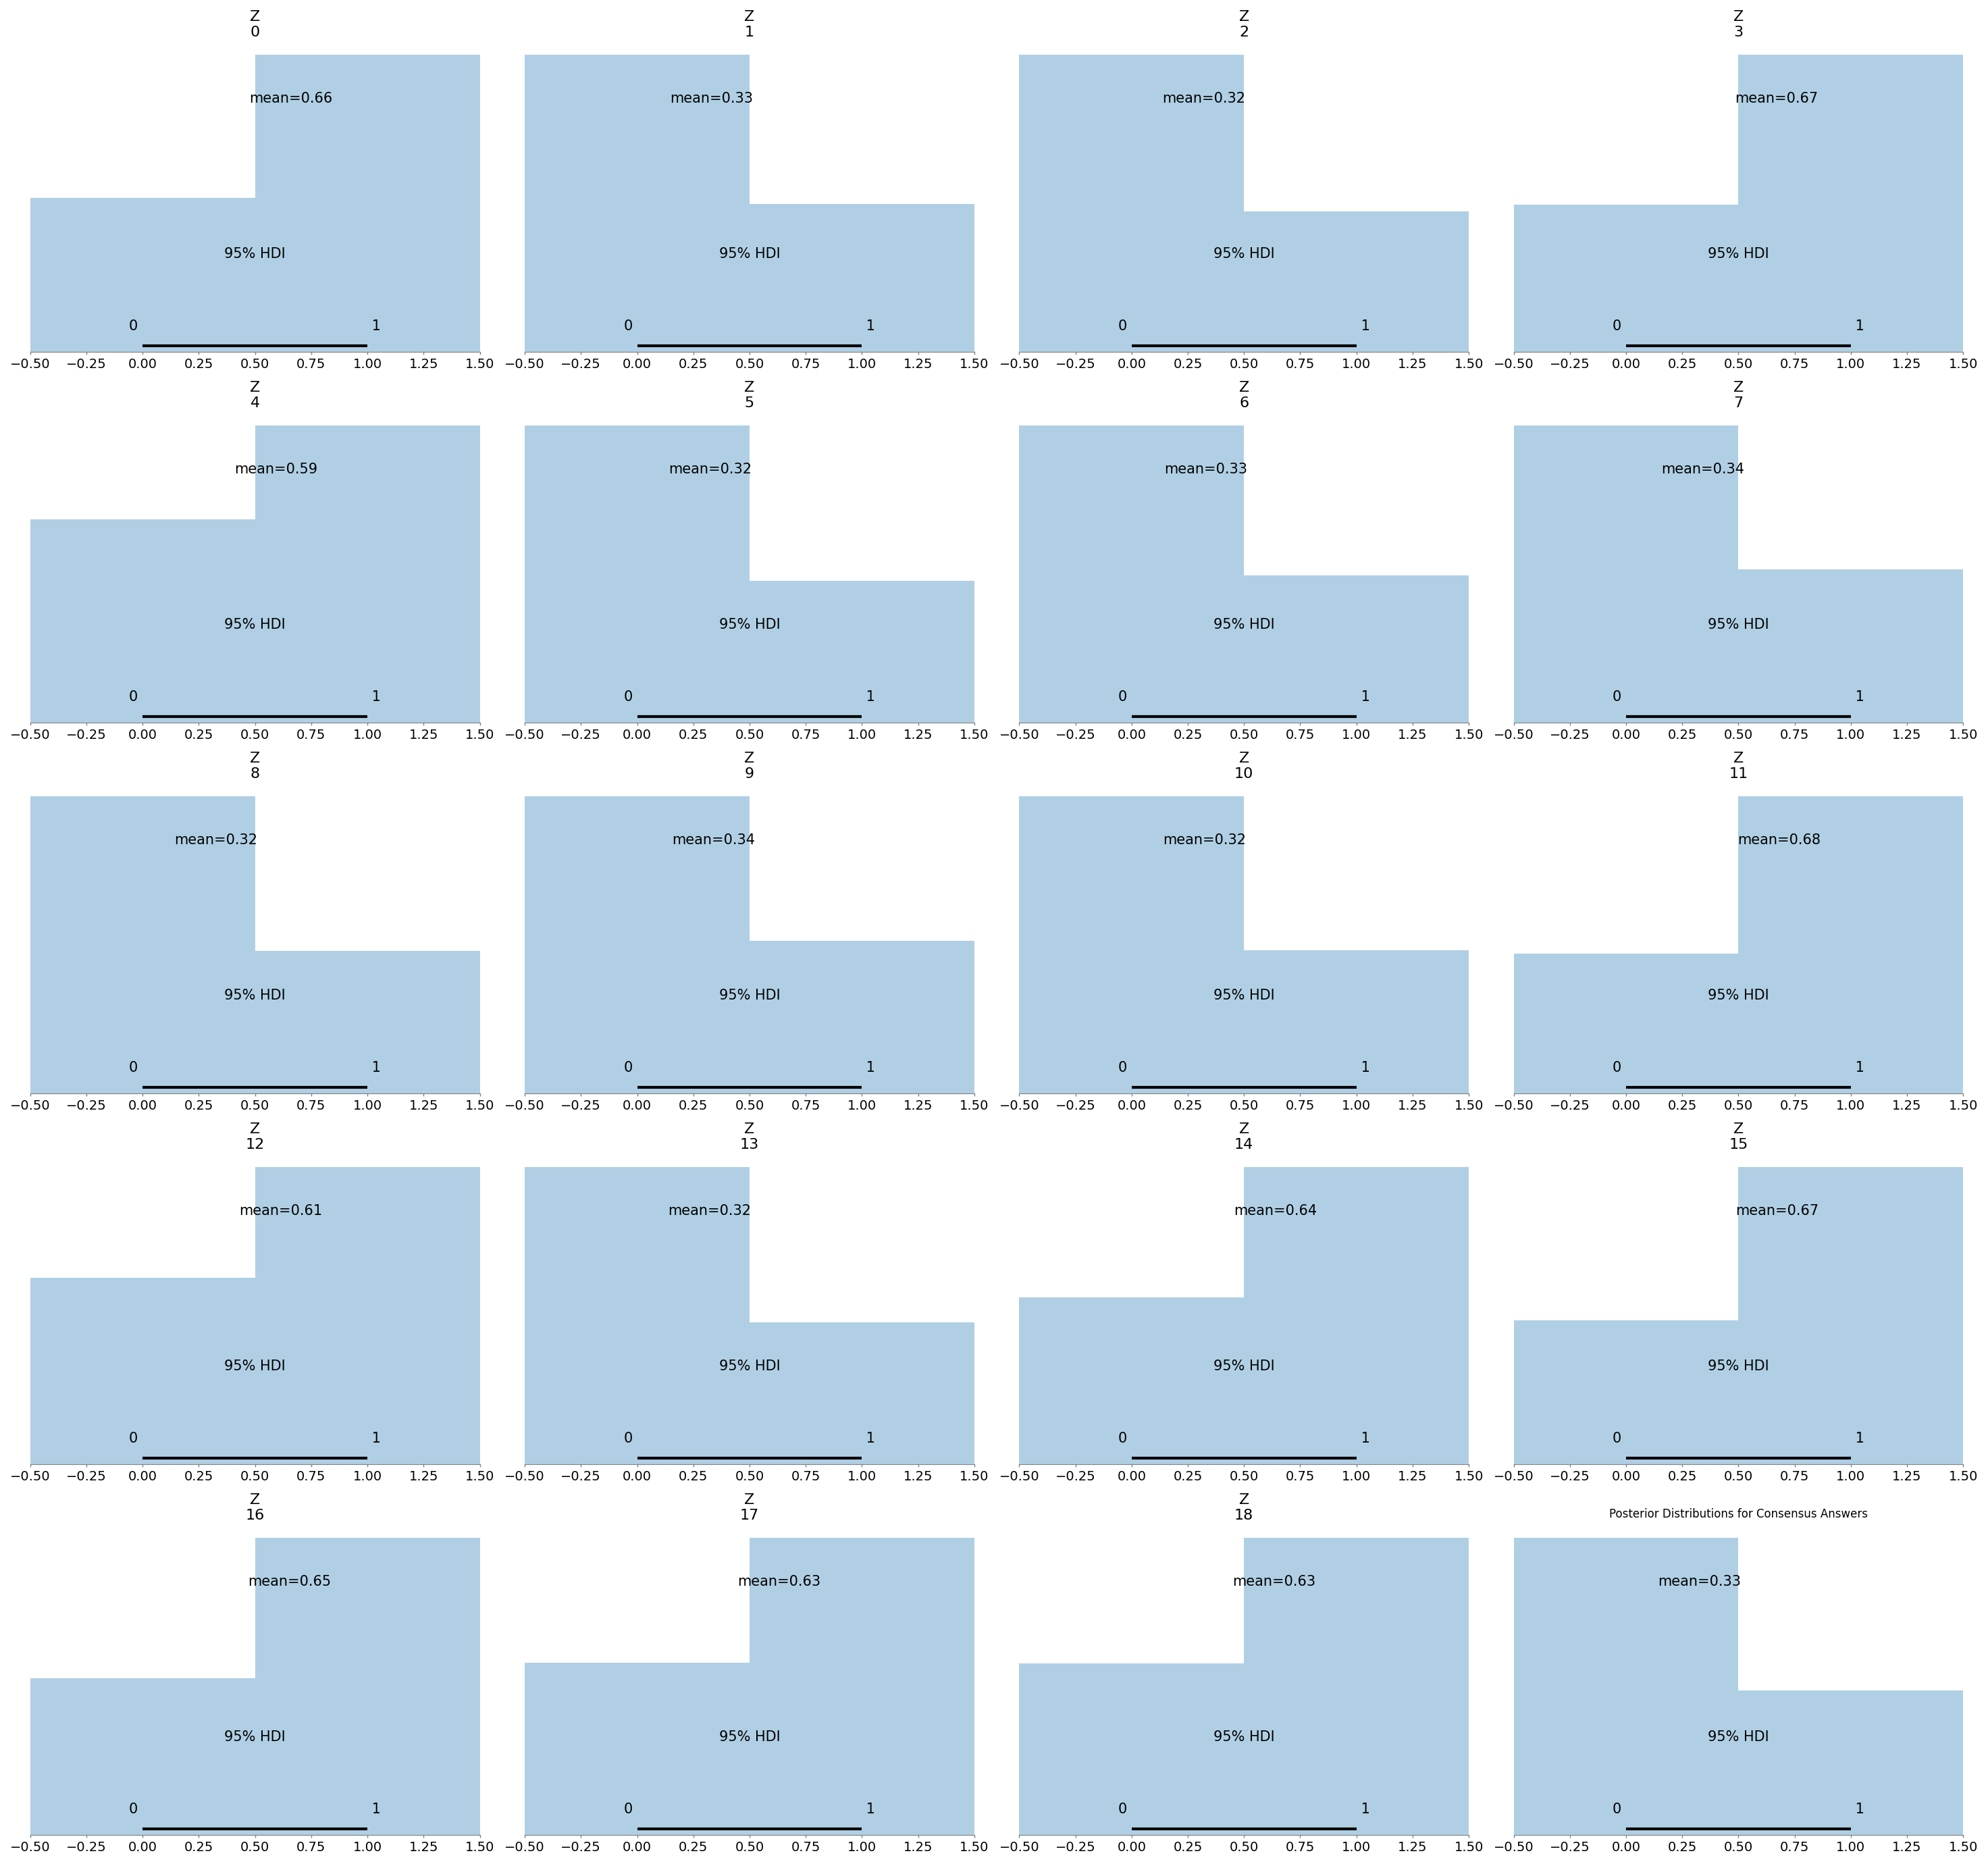 Z
0
mean=0.66
95% HDI
0 1
−0.50 −0.25 0.00 0.25 0.50 0.75 1.00 1.25 1.50
Z
1
mean=0.33
95% HDI
0 1
−0.50 −0.25 0.00 0.25 0.50 0.75 1.00 1.25 1.50
Z
2
mean=0.32
95% HDI
0 1
−0.50 −0.25 0.00 0.25 0.50 0.75 1.00 1.25 1.50
Z
3
mean=0.67
95% HDI
0 1
−0.50 −0.25 0.00 0.25 0.50 0.75 1.00 1.25 1.50
Z
4
mean=0.59
95% HDI
0 1
−0.50 −0.25 0.00 0.25 0.50 0.75 1.00 1.25 1.50
Z
5
mean=0.32
95% HDI
0 1
−0.50 −0.25 0.00 0.25 0.50 0.75 1.00 1.25 1.50
Z
6
mean=0.33
95% HDI
0 1
−0.50 −0.25 0.00 0.25 0.50 0.75 1.00 1.25 1.50
Z
7
mean=0.34
95% HDI
0 1
−0.50 −0.25 0.00 0.25 0.50 0.75 1.00 1.25 1.50
Z
8
mean=0.32
95% HDI
0 1
−0.50 −0.25 0.00 0.25 0.50 0.75 1.00 1.25 1.50
Z
9
mean=0.34
95% HDI
0 1
−0.50 −0.25 0.00 0.25 0.50 0.75 1.00 1.25 1.50
Z
10
mean=0.32
95% HDI
0 1
−0.50 −0.25 0.00 0.25 0.50 0.75 1.00 1.25 1.50
Z
11
mean=0.68
95% HDI
0 1
−0.50 −0.25 0.00 0.25 0.50 0.75 1.00 1.25 1.50
Z
12
mean=0.61
95% HDI
0 1
−0.50 −0.25 0.00 0.25 0.50 0.75 1.00 1.25 1.50
Z
13
mean=0.32
95% HDI
0 1
−0.50 −0.25 0.00 0.25 0.50 0.75 1.00 1.25 1.50
Z
14
mean=0.64
95% HDI
0 1
−0.50 −0.25 0.00 0.25 0.50 0.75 1.00 1.25 1.50
Z
15
mean=0.67
95% HDI
0 1
−0.50 −0.25 0.00 0.25 0.50 0.75 1.00 1.25 1.50
Z
16
mean=0.65
95% HDI
0 1
−0.50 −0.25 0.00 0.25 0.50 0.75 1.00 1.25 1.50
Z
17
mean=0.63
95% HDI
0 1
−0.50 −0.25 0.00 0.25 0.50 0.75 1.00 1.25 1.50
Z
18
mean=0.63
95% HDI
0 1
−0.50 −0.25 0.00 0.25 0.50 0.75 1.00 1.25 1.50
Posterior Distributions for Consensus Answers
mean=0.33
95% HDI
0 1
−0.50 −0.25 0.00 0.25 0.50 0.75 1.00 1.25 1.50